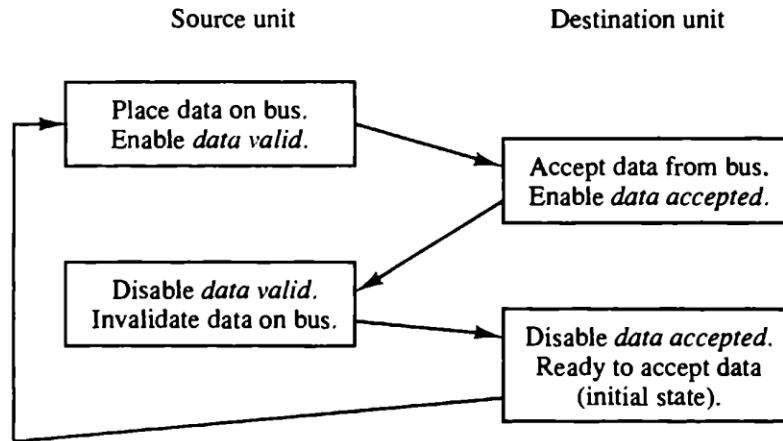 Source unit
Destination unit
Place data on bus.
Enable data valid.
Accept data from bus.
Enable data accepted.
Disable data valid.
Invalidate data on bus.
Disable data accepted.
Ready to accept data
(initial state).